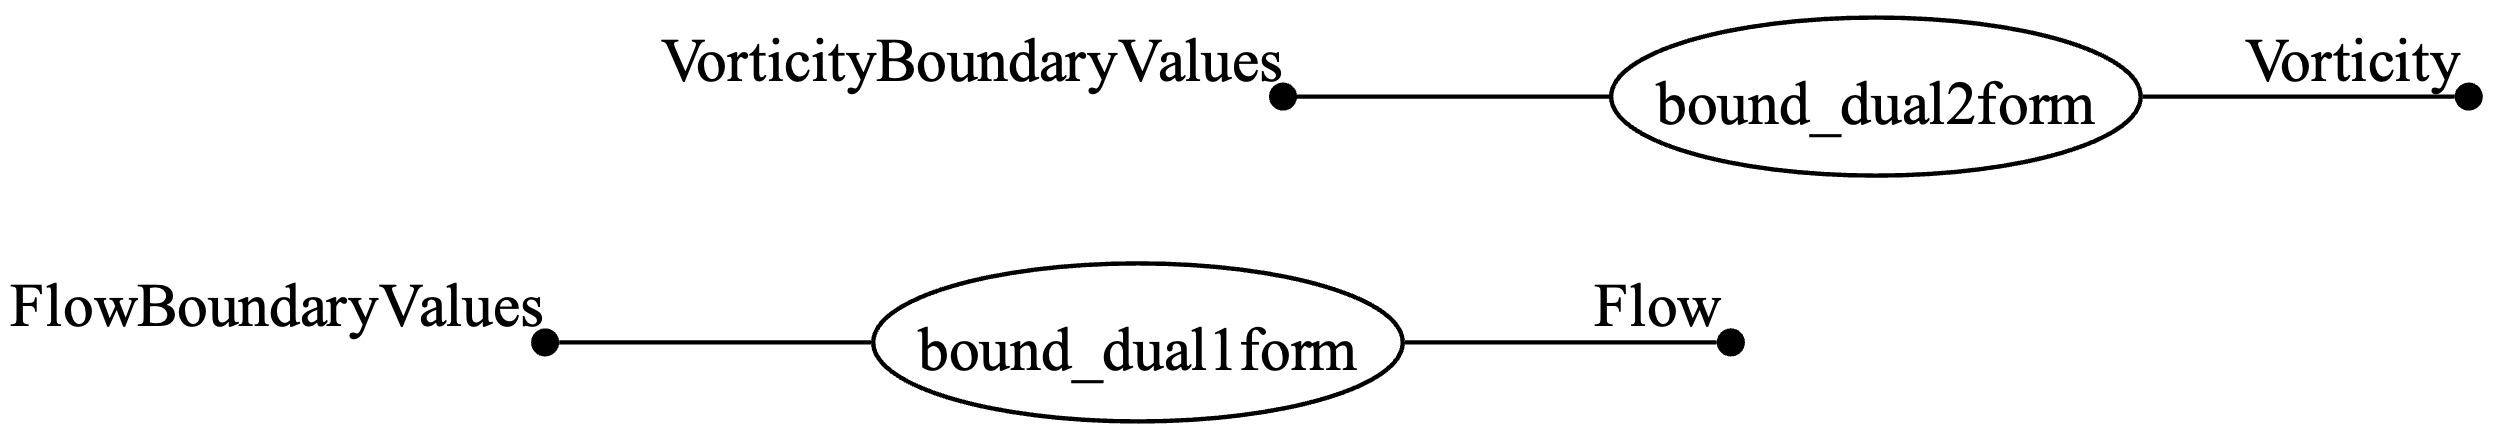 VorticityBoundaryValues
bound_dual2form
Vorticity
FlowBoundaryValues
bound_dual1form
Flow